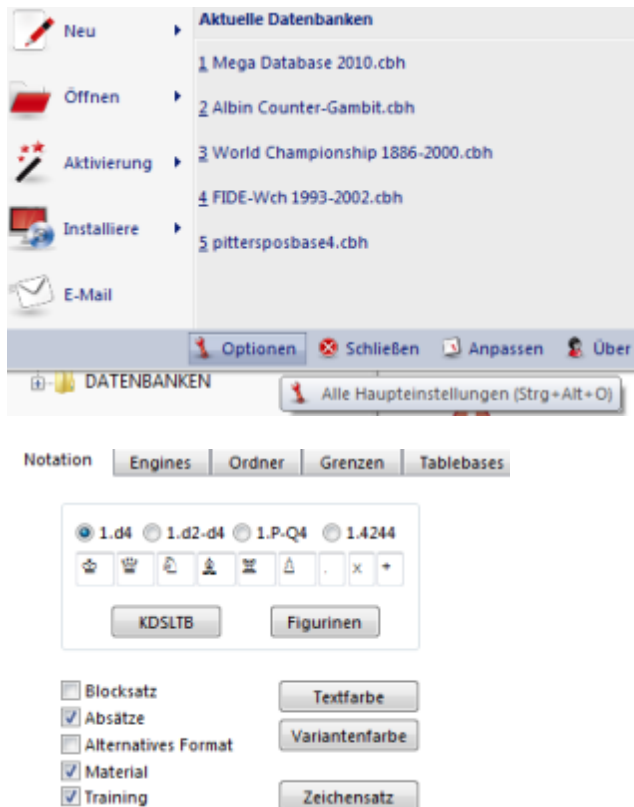 Neu
Öffnen
Aktivierung
Installiere
E-Mail
Aktuelle Datenbanken
1 Mega Database 2010.cbh
2 Albin Counter-Gambit.cbh
3 World Championship 1886-2000.cbh
4 FIDE-Wch 1993-2002.cbh
5 pittersposbase4.cbh
Optionen Schließen Anpassen Über
DATENBANKEN
Alle Haupteinstellungen (Strg+Alt+O)
Notation Engines Ordner Grenzen Tablebases
1.d4 1.d2-d4 1.P-Q4 1.4244
♔ ♕ ♘ ♗ ♖ ♙ . x +
KDSLTB Figurinen
Blocksatz
Absätze
Alternatives Format
Material
Training
Textfarbe
Variantenfarbe
Zeichensatz